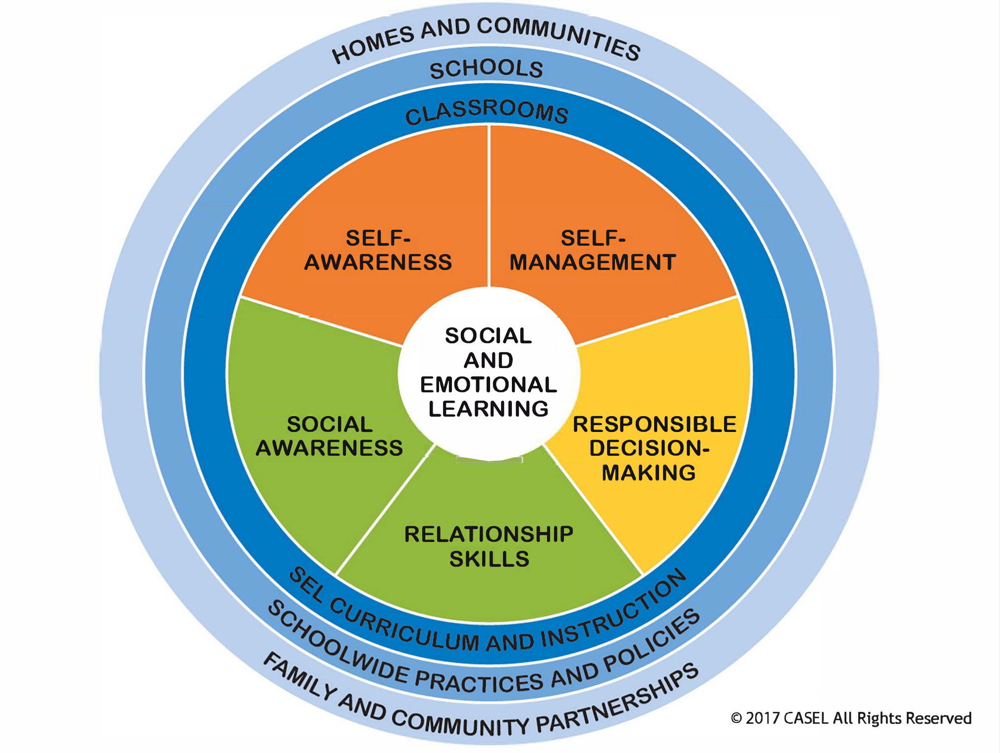 HOMES AND COMMUNITIES
SCHOOLS
CLASSROOMS
SELF-
AWARENESS
SELF-
MANAGEMENT
SOCIAL
AND
EMOTIONAL
LEARNING
SOCIAL
AWARENESS
RESPONSIBLE
DECISION-
MAKING
RELATIONSHIP
SKILLS
SEL CURRICULUM AND INSTRUCTION
SCHOOLWIDE PRACTICES AND POLICIES
FAMILY AND COMMUNITY PARTNERSHIPS
© 2017 CASEL All Rights Reserved